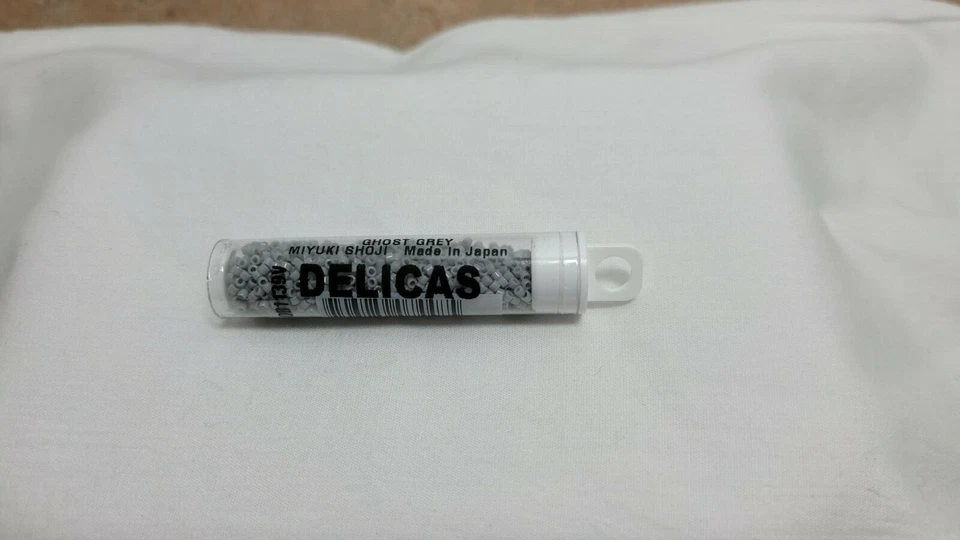 GHOST GREY
MIYUKI SHOJI Made in Japan
DELICAS